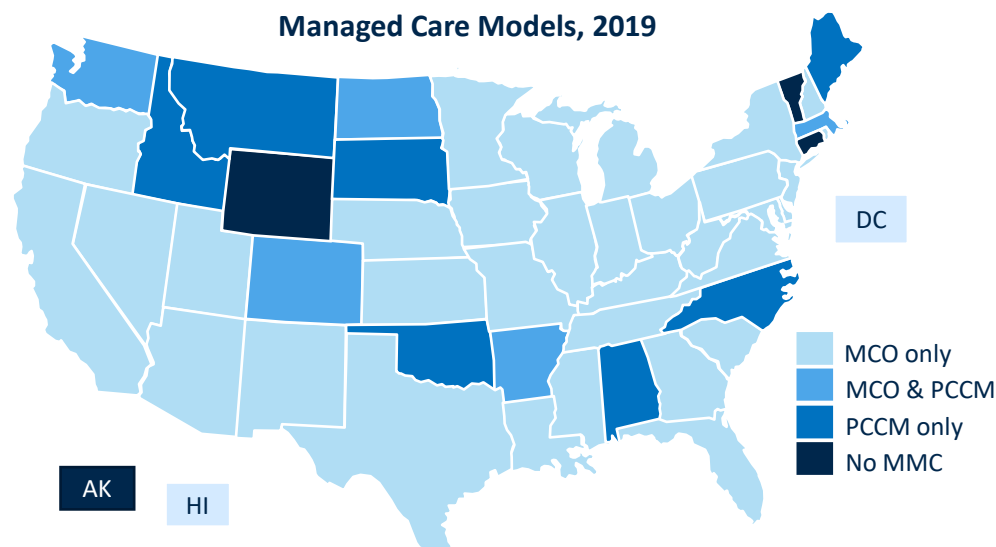 Managed Care Models, 2019
DC
MCO only
MCO & PCCM
PCCM only
No MMC
AK
HI